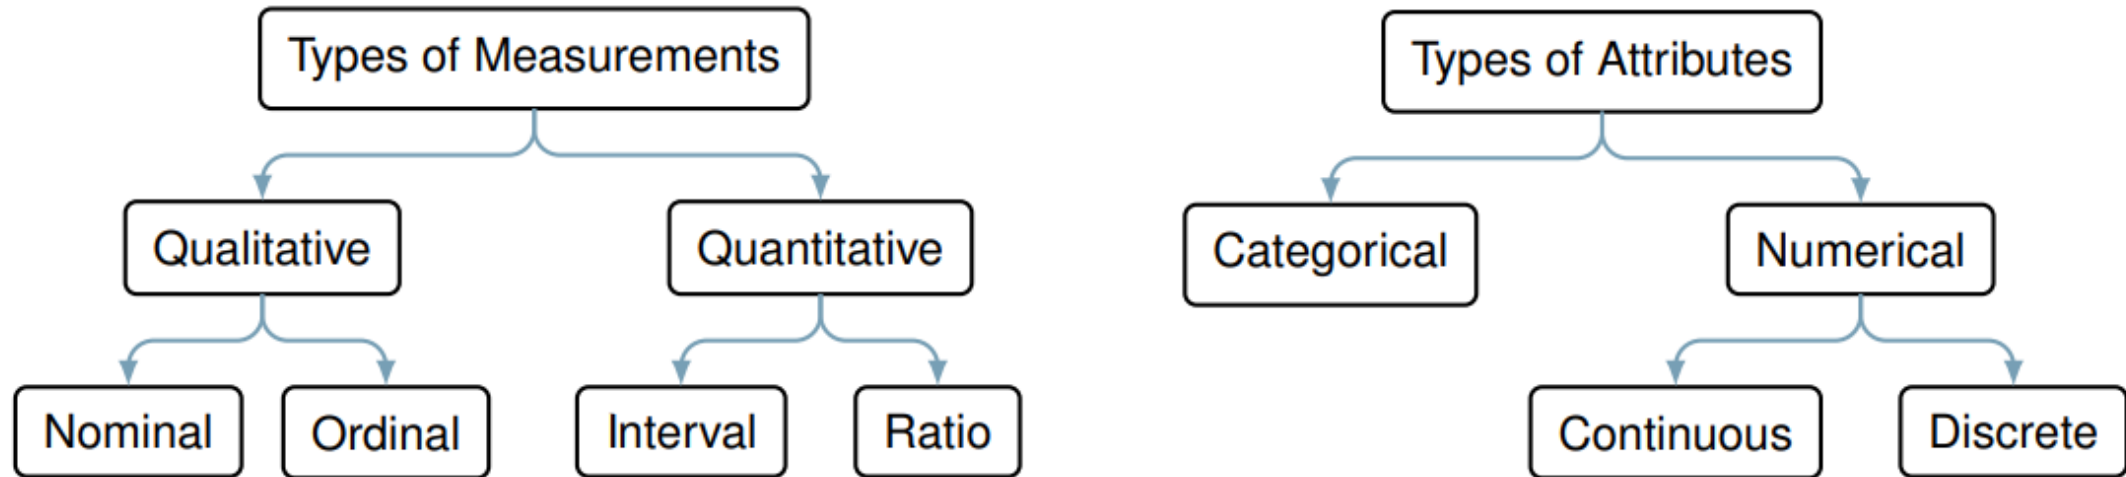 Types of Measurements
Qualitative
Quantitative
Nominal
Ordinal
Interval
Ratio
Types of Attributes
Categorical
Numerical
Continuous
Discrete